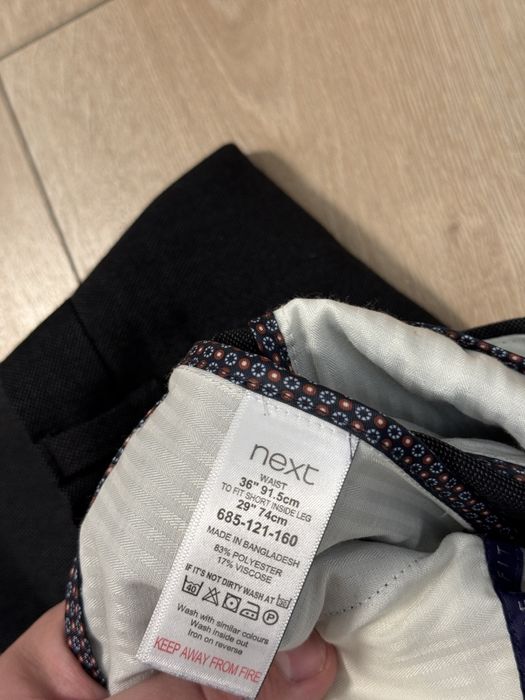 next
WAIST
36" 91.5cm
TO FIT SHORT INSIDE LEG
29" 74cm
685-121-160
MADE IN BANGLADESH
83% POLYESTER
17% VISCOSE
IF IT'S NOT DIRTY WASH AT 30
40 P
Wash with similar colours
Wash inside out
Iron on reverse
KEEP AWAY FROM FIRE
FIT